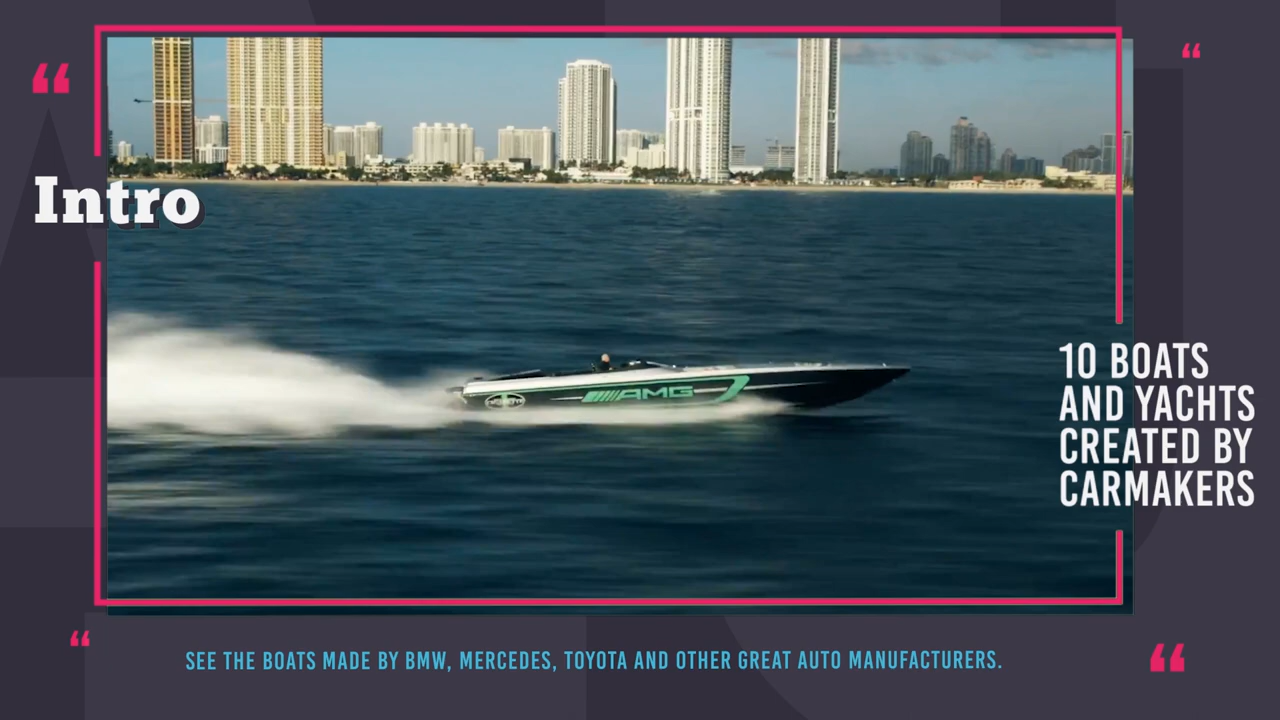 Intro
AMG
10 BOATS
AND YACHTS
CREATED BY
CARMAKERS
SEE THE BOATS MADE BY BMW, MERCEDES, TOYOTA AND OTHER GREAT AUTO MANUFACTURERS.